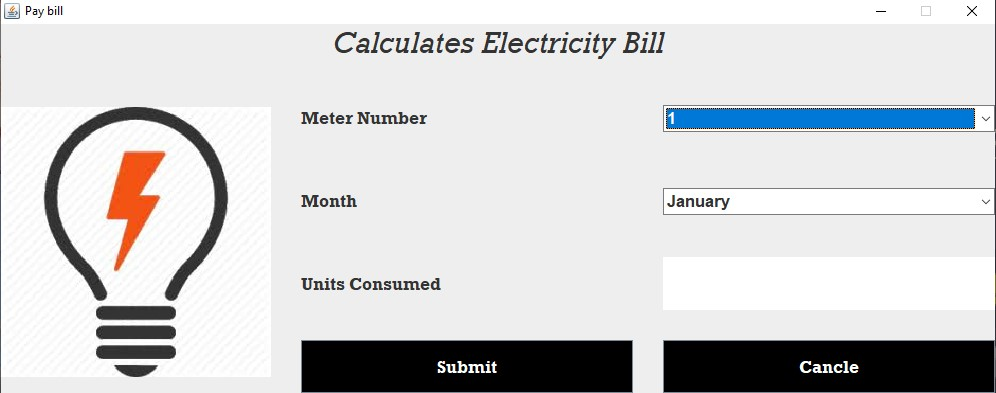 Pay bill
Calculates Electricity Bill
Meter Number 1
Month January
Units Consumed
Submit Cancle